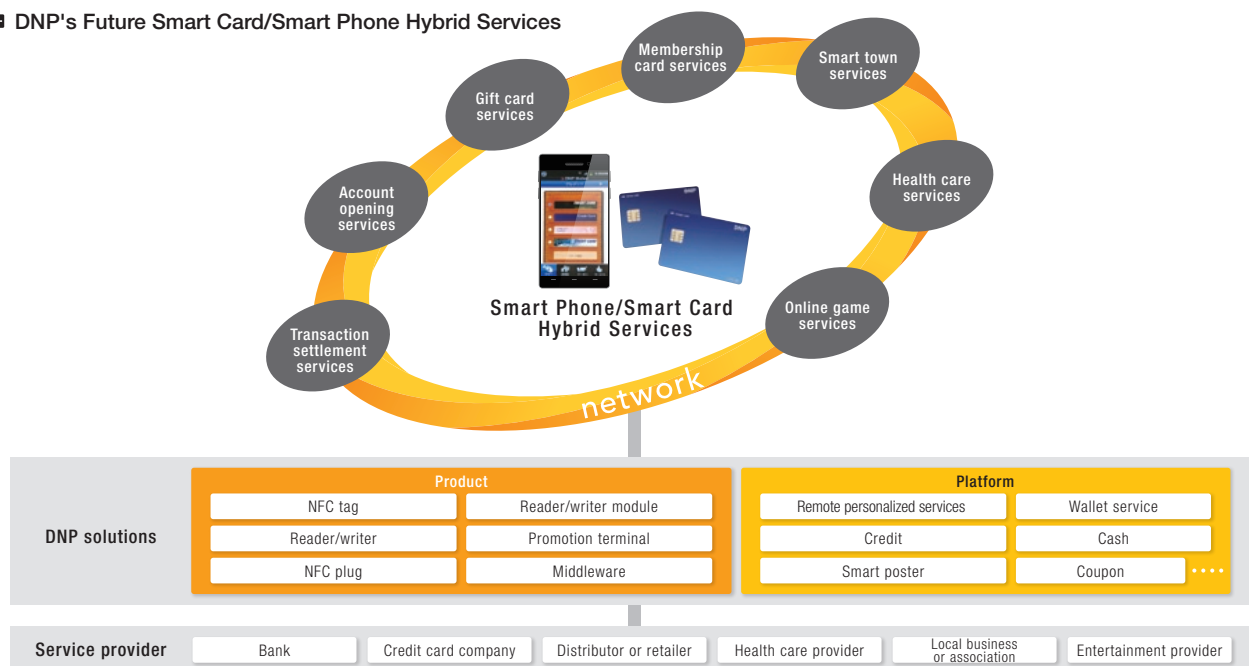 DNP's Future Smart Card/Smart Phone Hybrid Services
Membership
card services
Smart town
services
Gift card
services
Health care
services
Account
opening
services
Smart Phone/Smart Card
Hybrid Services
Online game
services
Transaction
settlement
services
network
DNP solutions
Product
NFC tag
Reader/writer module
Reader/writer
Promotion terminal
NFC plug
Middleware
Platform
Remote personalized services
Wallet service
Credit
Cash
Smart poster
Coupon
Service provider
Bank
Credit card company
Distributor or retailer
Health care provider
Local business
or association
Entertainment provider